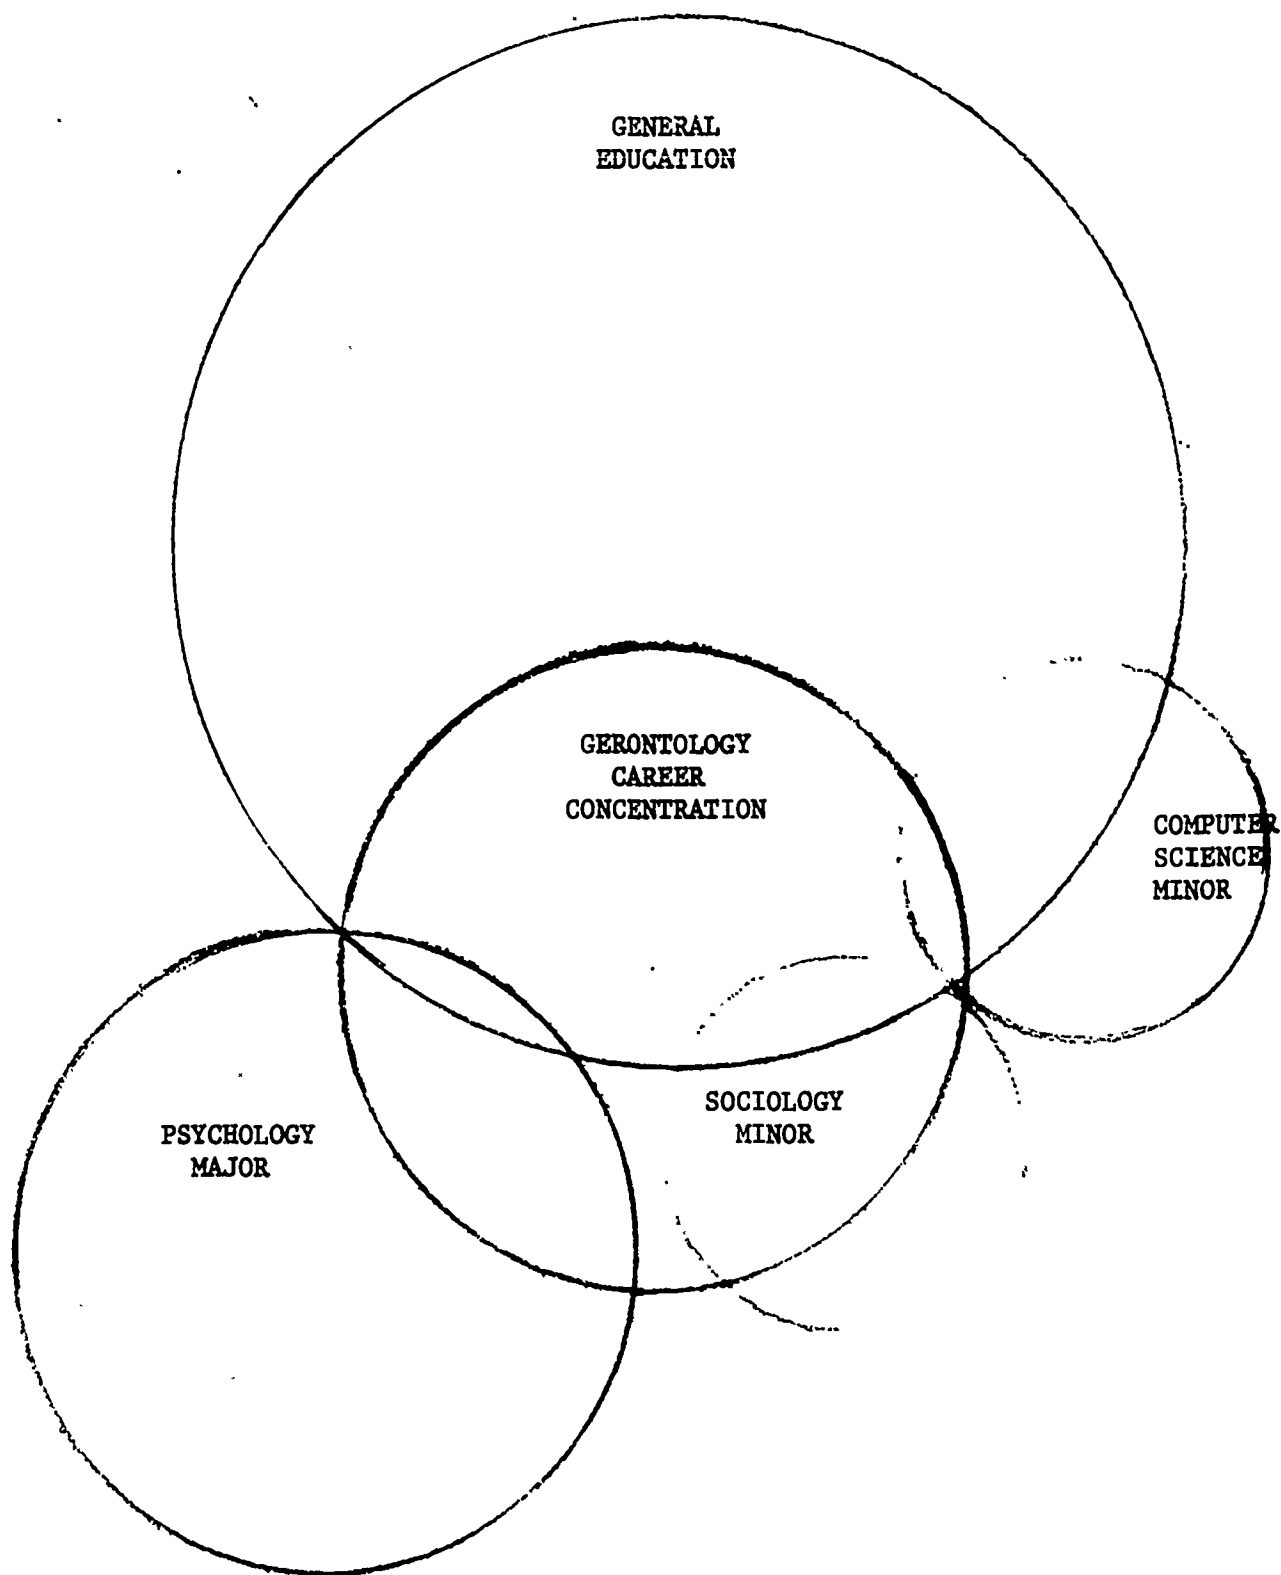 GENERAL
EDUCATION
GERONTOLOGY
CAREER
CONCENTRATION
COMPUTER
SCIENCE
MINOR
SOCIOLOGY
MINOR
PSYCHOLOGY
MAJOR